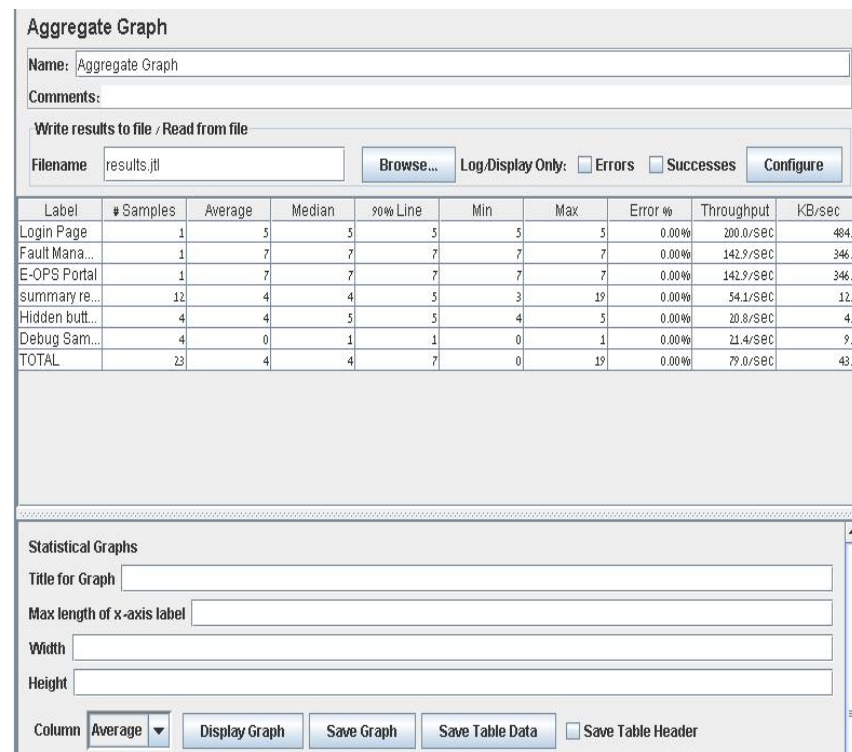 Aggregate Graph
Name: Aggregate Graph
Comments:
Write results to file / Read from file
Filename results.jtl Browse... Log/Display Only: Errors Successes Configure
Label # Samples Average Median 90% Line Min Max Error % Throughput KB/sec
Login Page 1 5 5 5 5 5 0.00% 200.0/sec 484.
Fault Mana... 1 7 7 7 7 7 0.00% 142.9/sec 346.
E-OPS Portal 1 7 7 7 7 7 0.00% 142.9/sec 346.
summary re... 12 4 4 5 3 19 0.00% 54.1/sec 12.
Hidden butt... 4 4 5 5 4 5 0.00% 20.8/sec 4.
Debug Sam... 4 0 1 1 0 1 0.00% 21.4/sec 9.
TOTAL 23 4 4 7 0 19 0.00% 79.0/sec 43.
Statistical Graphs
Title for Graph
Max length of x-axis label
Width
Height
Column Average Display Graph Save Graph Save Table Data Save Table Header